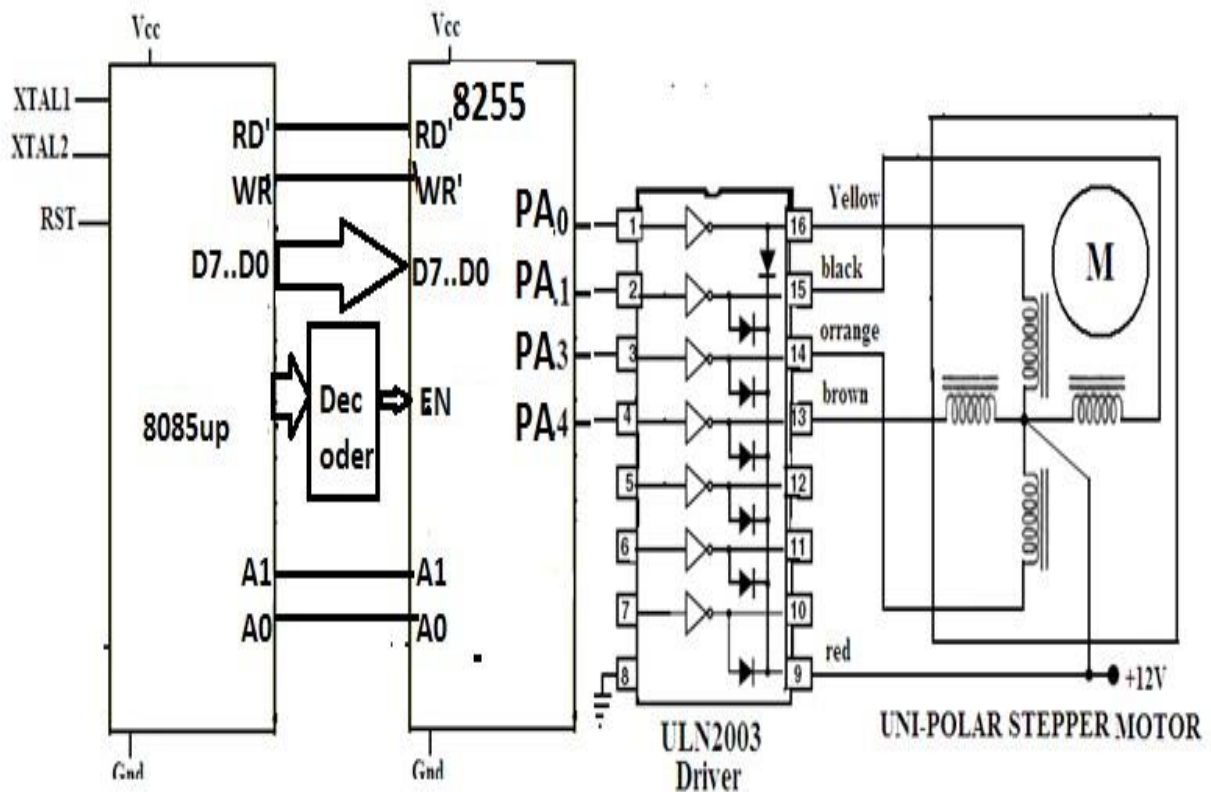 Vcc
Vcc
XTAL1
XTAL2
RST
RD'
WR
D7..D0
8085up
A1
A0
Gnd
Dec
oder
8255
RD'
WR'
D7..D0
EN
A1
A0
Gnd
PA0
PA.1
PA3
PA4
1
2
3
4
5
6
7
8
16
15
14
13
12
11
10
9
ULN2003
Driver
Yellow
black
orrange
brown
red
M
+12V
UNI-POLAR STEPPER MOTOR